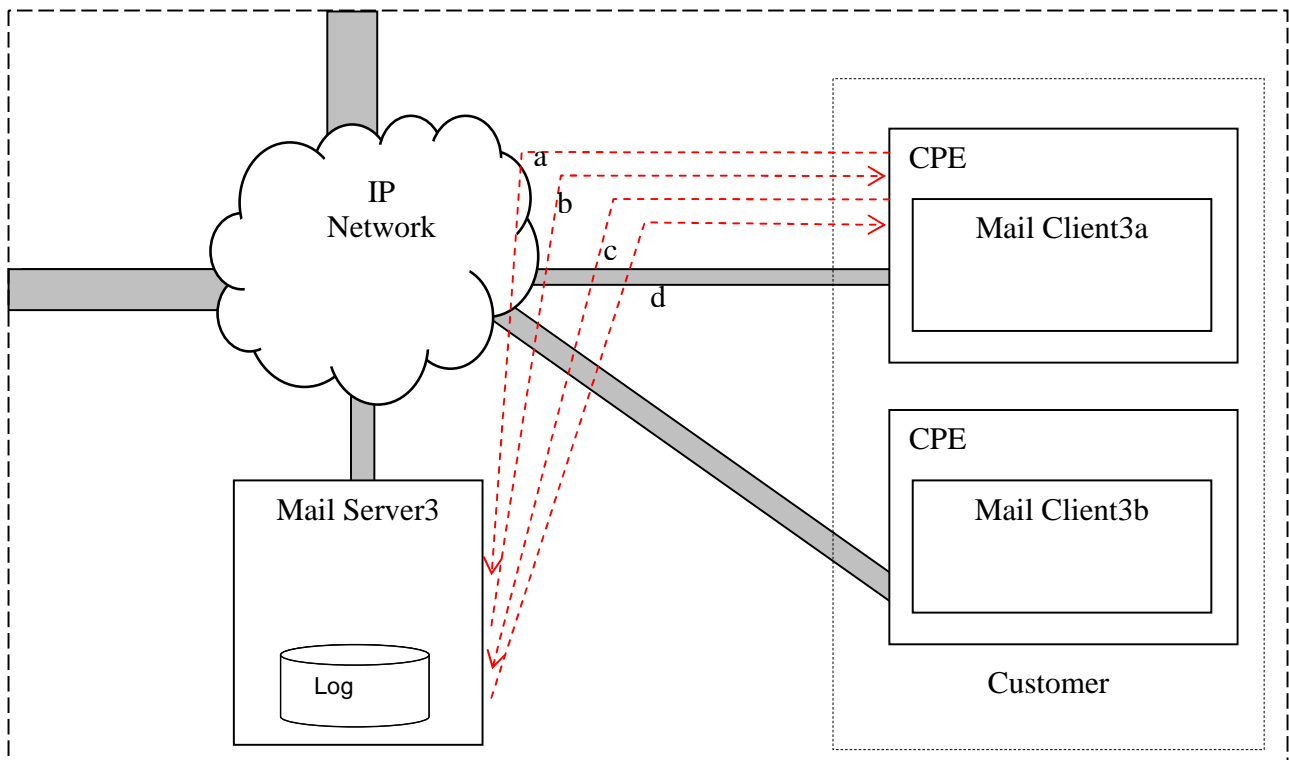 a
CPE
IP
Network
b
Mail Client3a
c
d
CPE
Mail Server3
Mail Client3b
Log
Customer